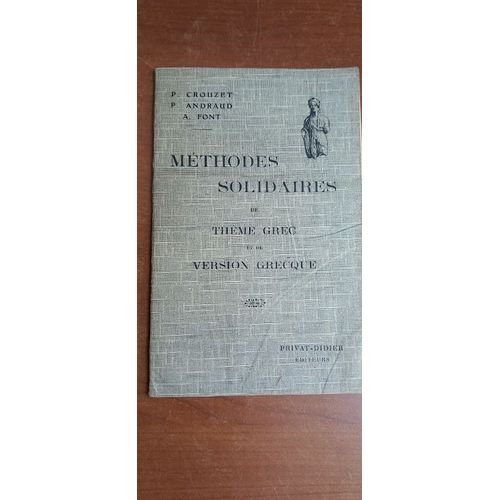 P. CROUZET
P. ANDRAUD
A. FONT
MÉTHODES
SOLIDAIRES
DE
THÈME GREC
ET DE
VERSION GRECQUE
PRIVAT-DIDIER
ÉDITEURS